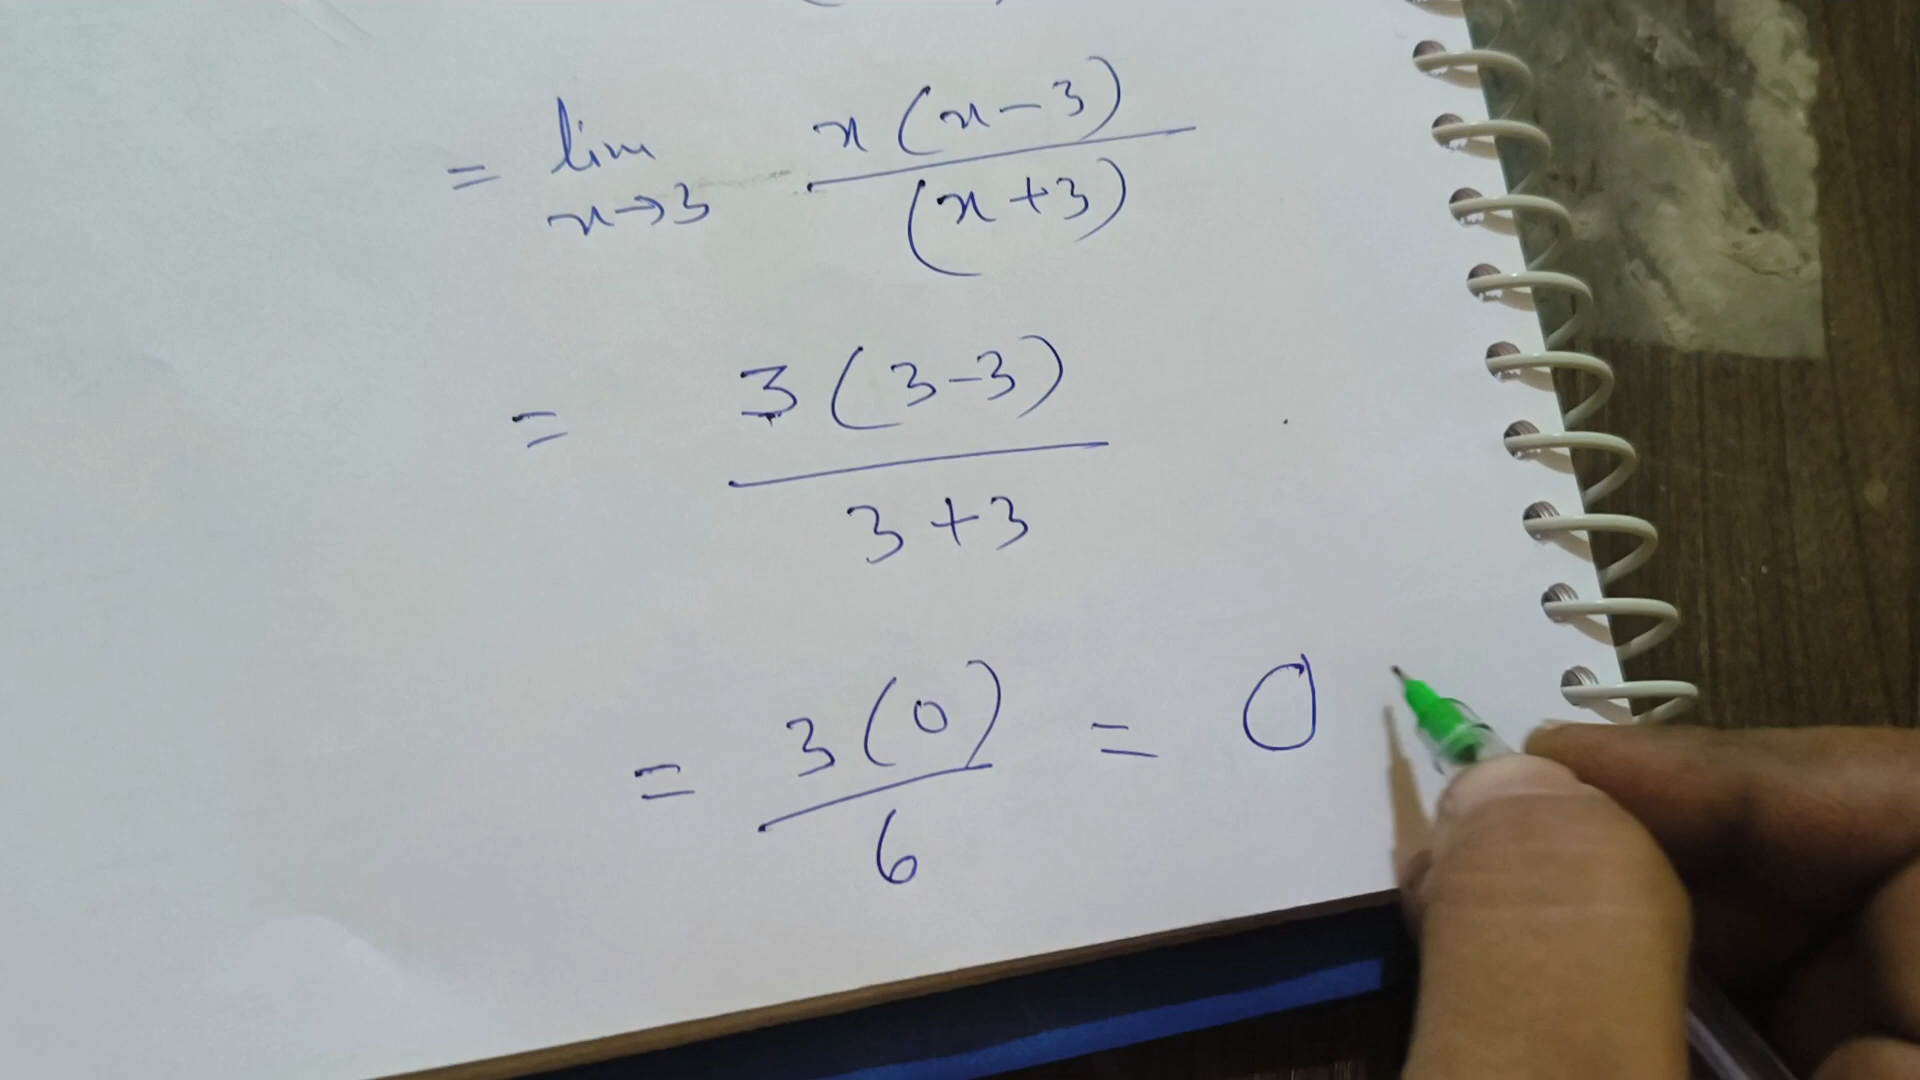 = lim x→3 x(x-3)/(x+3)
= 3(3-3)/3+3
= 3(0)/6 = 0